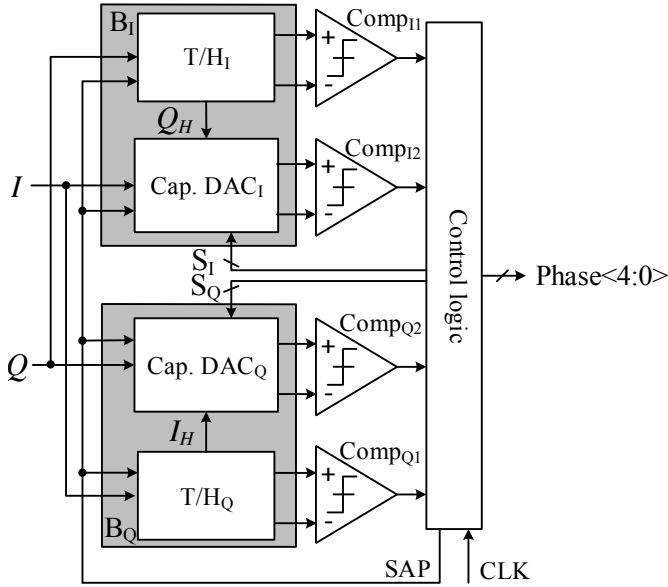 B_I
T/H_I
Comp_I1
+
-
Q_H
Comp_I2
I
Cap. DAC_I
+
-
S_I
S_Q
Control logic
Phase<4:0>
Comp_Q2
Q
Cap. DAC_Q
+
-
I_H
Comp_Q1
T/H_Q
+
-
B_Q
SAP
CLK